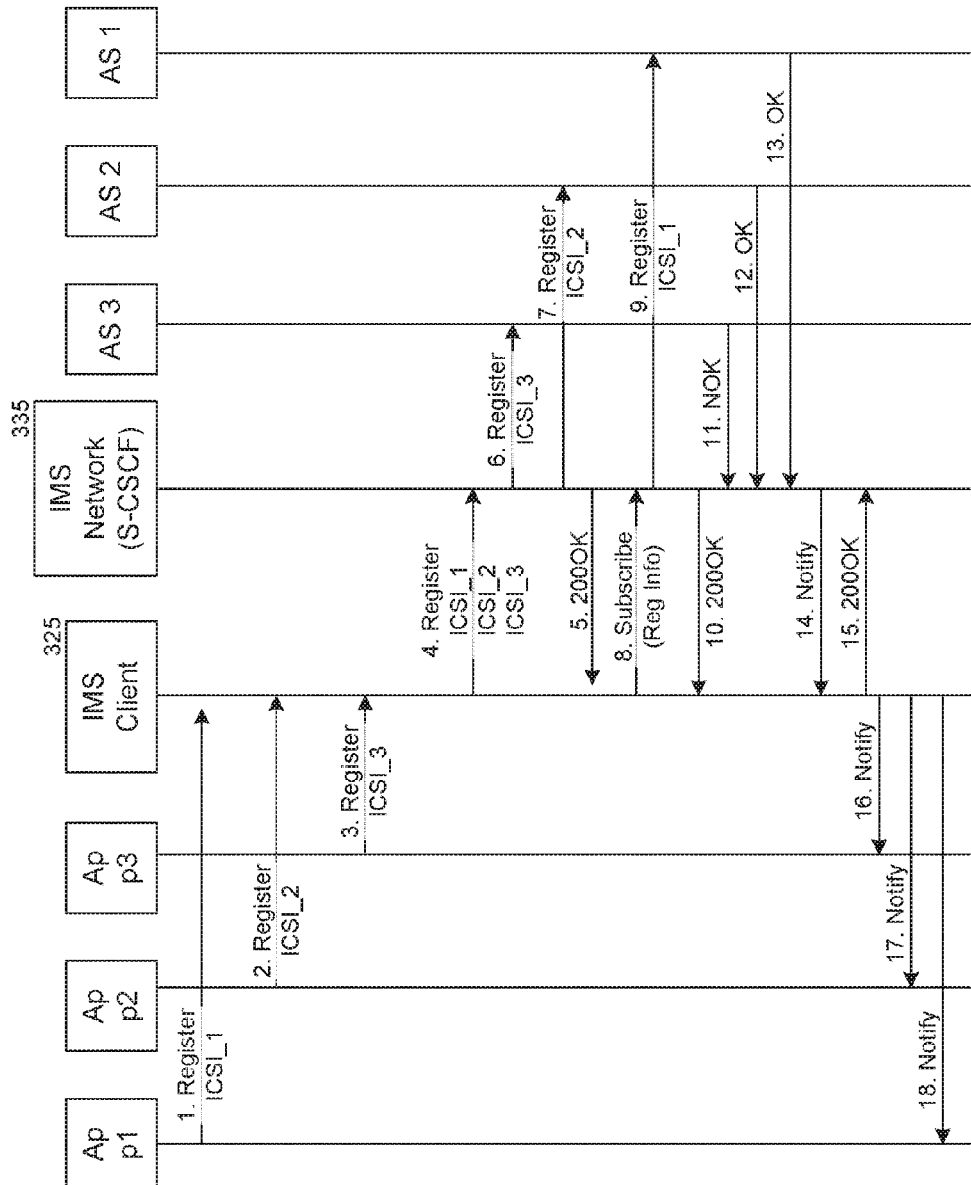 Ap
p1
Ap
p2
Ap
p3
325
IMS
Client
335
IMS
Network
(S-CSCF)
AS 3
AS 2
AS 1
1. Register
ICSI_1
2. Register
ICSI_2
3. Register
ICSI_3
4. Register
ICSI_1
ICSI_2
ICSI_3
6. Register
ICSI_3
7. Register
ICSI_2
5. 200OK
8. Subscribe
(Reg Info)
9. Register
ICSI_1
10. 200OK
11. NOK
12. OK
13. OK
14. Notify
15. 200OK
16. Notify
17. Notify
18. Notify